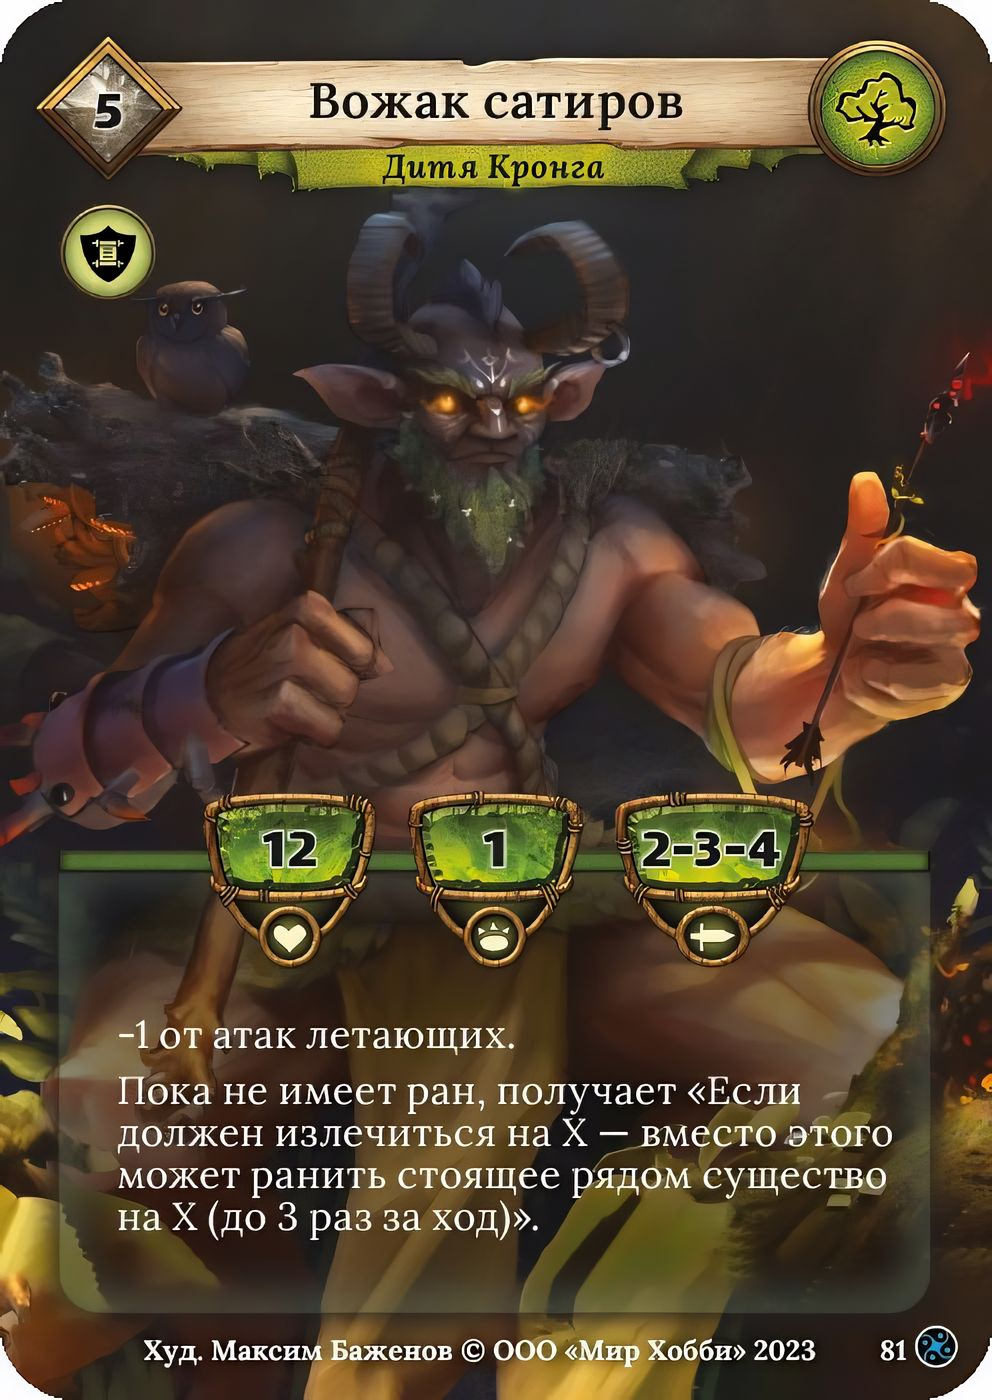 5
Вожак сатиров
Дитя Кронга
12
1
2-3-4
-1 от атак летающих.
Пока не имеет ран, получает «Если
должен излечиться на X — вместо этого
может ранить стоящее рядом существо
на X (до 3 раз за ход)».
Худ. Максим Баженов © ООО «Мир Хобби» 2023
81